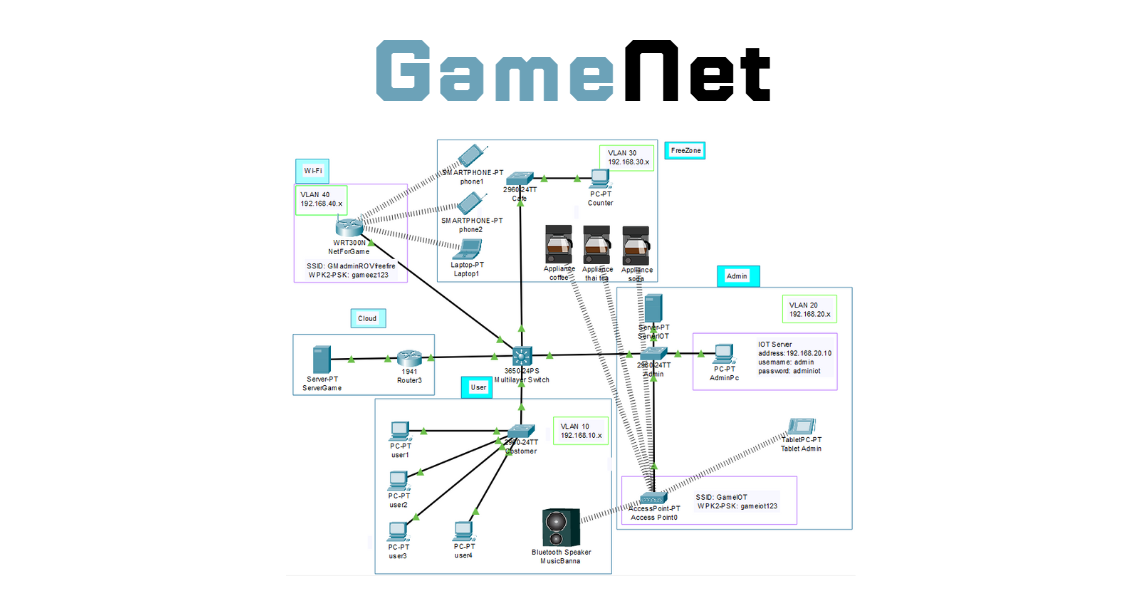 GameNet
FreeZone
VLAN 30
192.168.30.x
SMARTPHONE-PT
phone1
2960-24TT
Cafe
PC-PT
Counter
Wi-Fi
VLAN 40
192.168.40.x
WRT300N
NetForGame
SSID: GMadminROVfreefire
WPK2-PSK: gameez123
SMARTPHONE-PT
phone2
Laptop-PT
Laptop1
Appliance
coffee
Appliance
thai tea
Appliance
soda
Admin
VLAN 20
192.168.20.x
Server-PT
ServerIOT
2960-24TT
Admin
PC-PT
AdminPc
IOT Server
address:192.168.20.10
username: admin
password: adminiot
Cloud
Server-PT
ServerGame
1941
Router3
3650-24PS
Multilayer Switch
User
VLAN 10
192.168.10.x
2960-24TT
Costomer
PC-PT
user1
PC-PT
user2
PC-PT
user3
PC-PT
user4
TabletPC-PT
Tablet Admin
AccessPoint-PT
Access Point0
SSID: GameIOT
WPK2-PSK: gameiot123
Bluetooth Speaker
MusicBanna